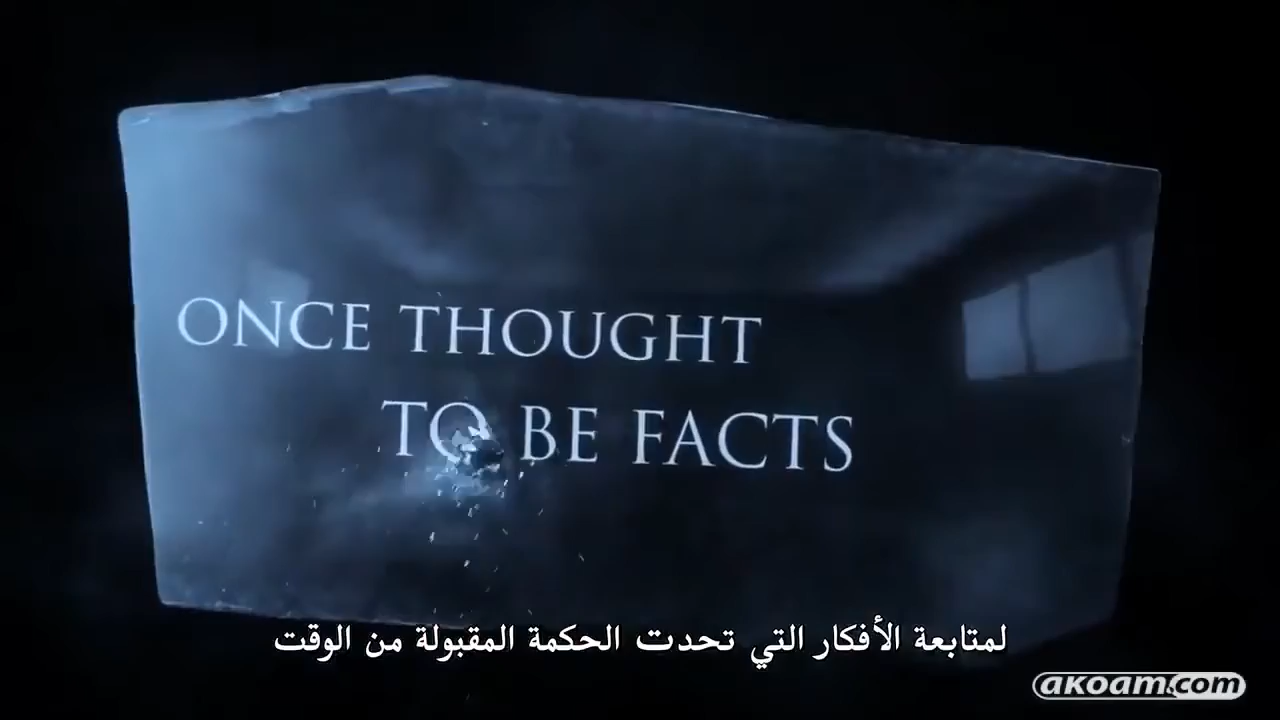 ONCE THOUGHT
TO BE FACTS
لمتابعة الأفكار التي تحدت الحكمة المقبولة من الوقت
akoam.com